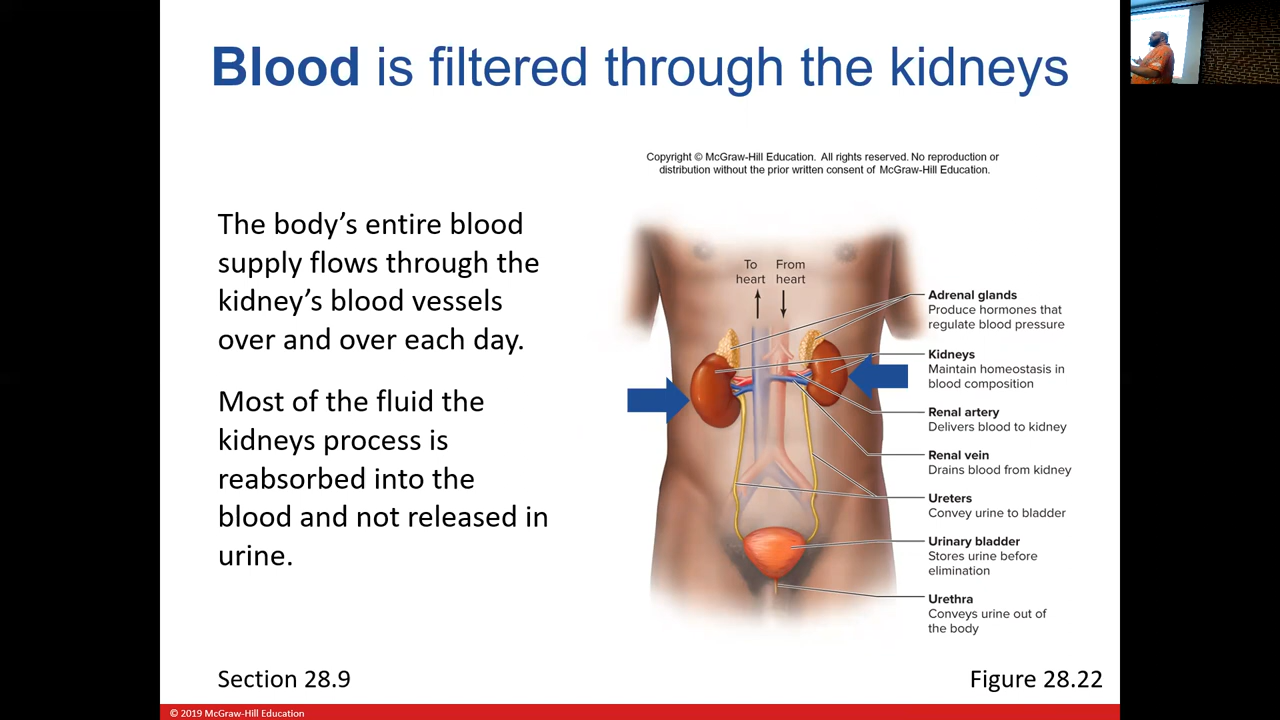 Blood is filtered through the kidneys
Copyright © McGraw-Hill Education. All rights reserved. No reproduction or
distribution without the prior written consent of McGraw-Hill Education.
The body’s entire blood
supply flows through the
kidney’s blood vessels
over and over each day.
Most of the fluid the
kidneys process is
reabsorbed into the
blood and not released in
urine.
To
heart
From
heart
Adrenal glands
Produce hormones that
regulate blood pressure
Kidneys
Maintain homeostasis in
blood composition
Renal artery
Delivers blood to kidney
Renal vein
Drains blood from kidney
Ureters
Convey urine to bladder
Urinary bladder
Stores urine before
elimination
Urethra
Conveys urine out of
the body
Section 28.9
Figure 28.22
© 2019 McGraw-Hill Education